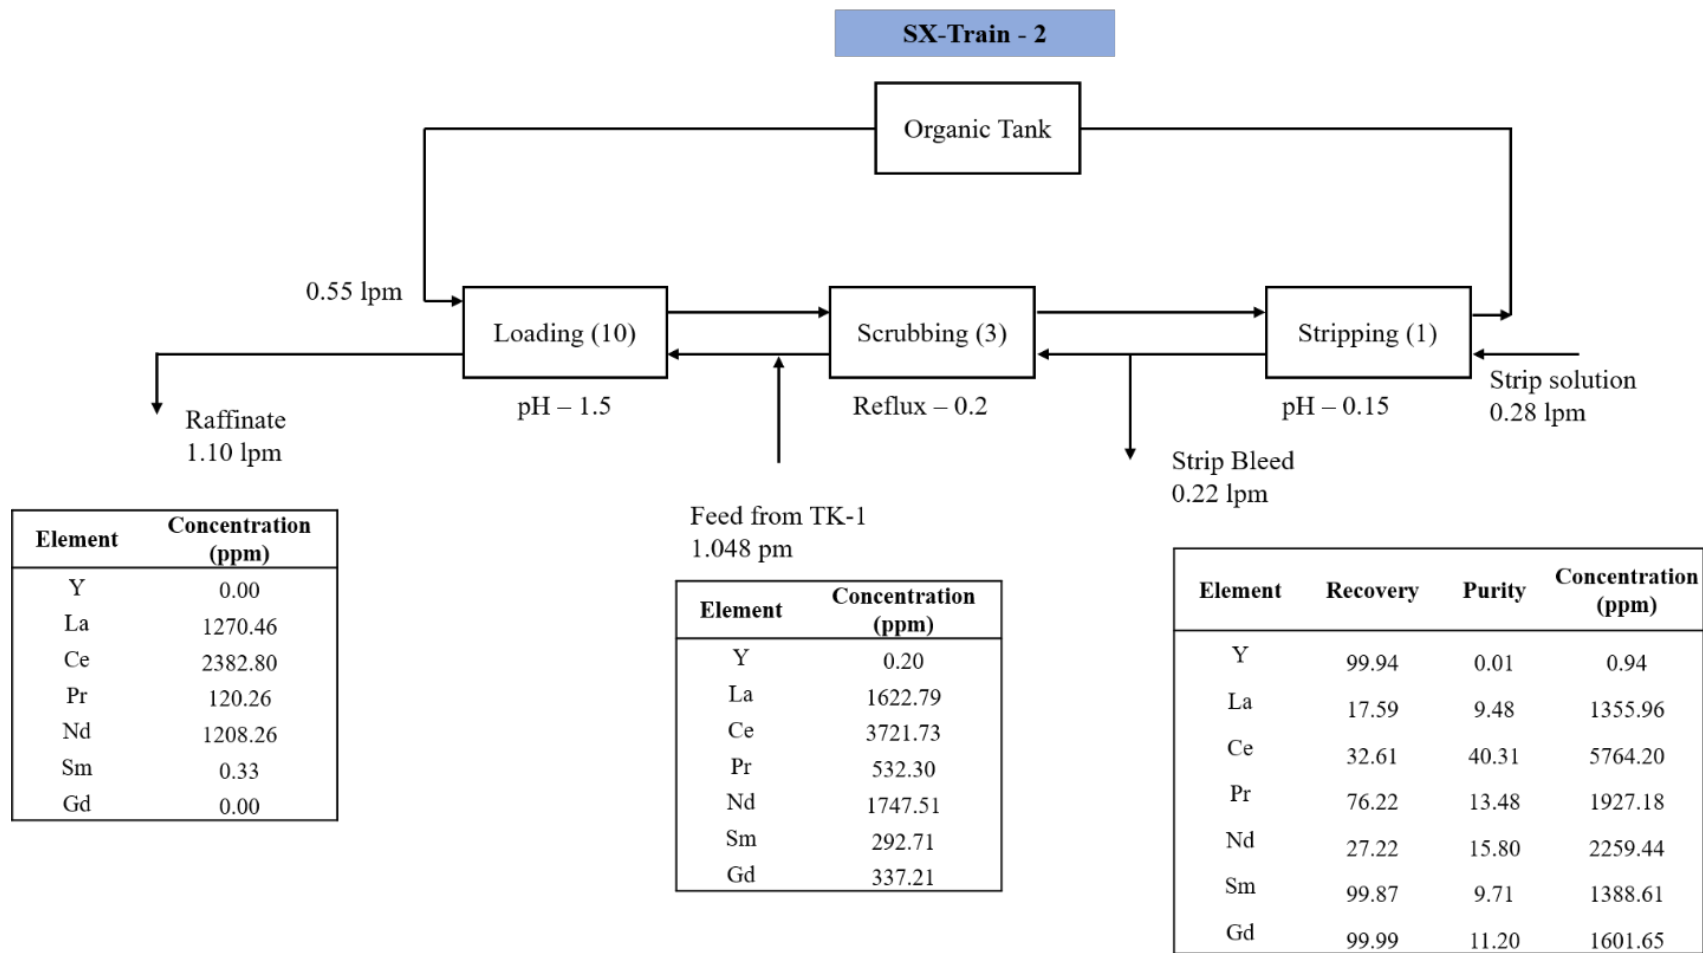 SX-Train - 2
Organic Tank
0.55 lpm
Loading (10)
Scrubbing (3)
Stripping (1)
pH – 1.5
Reflux – 0.2
pH – 0.15
Strip solution
0.28 lpm
Raffinate
1.10 lpm
Strip Bleed
0.22 lpm
Feed from TK-1
1.048 pm
Element Concentration (ppm)
Y 0.00
La 1270.46
Ce 2382.80
Pr 120.26
Nd 1208.26
Sm 0.33
Gd 0.00
Element Concentration (ppm)
Y 0.20
La 1622.79
Ce 3721.73
Pr 532.30
Nd 1747.51
Sm 292.71
Gd 337.21
Element Recovery Purity Concentration (ppm)
Y 99.94 0.01 0.94
La 17.59 9.48 1355.96
Ce 32.61 40.31 5764.20
Pr 76.22 13.48 1927.18
Nd 27.22 15.80 2259.44
Sm 99.87 9.71 1388.61
Gd 99.99 11.20 1601.65